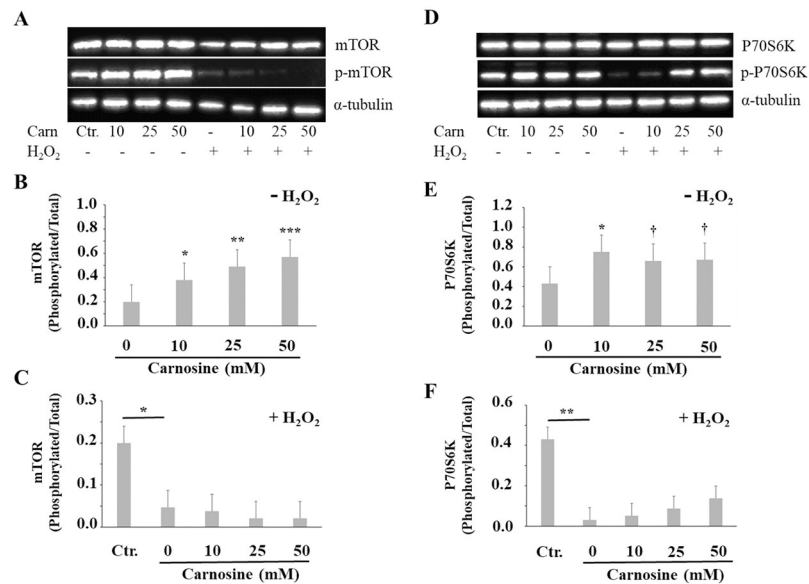 A
mTOR
p-mTOR
α-tubulin
Carn Ctr. 10 25 50 - 10 25 50
H₂O₂ - - - - + + + +
B
− H₂O₂
mTOR
(Phosphorylated/Total)
1.0
0.8
0.6
0.4
0.2
0.0
* ** ***
0 10 25 50
Carnosine (mM)
C
+ H₂O₂
mTOR
(Phosphorylated/Total)
0.3
0.2
0.1
0.0
*
Ctr. 0 10 25 50
Carnosine (mM)
D
P70S6K
p-P70S6K
α-tubulin
Carn Ctr. 10 25 50 - 10 25 50
H₂O₂ - - - - + + + +
E
− H₂O₂
P70S6K
(Phosphorylated/Total)
1.2
1.0
0.8
0.6
0.4
0.2
0.0
* † †
0 10 25 50
Carnosine (mM)
F
+ H₂O₂
P70S6K
(Phosphorylated/Total)
0.6
0.4
0.2
0.0
**
Ctr. 0 10 25 50
Carnosine (mM)